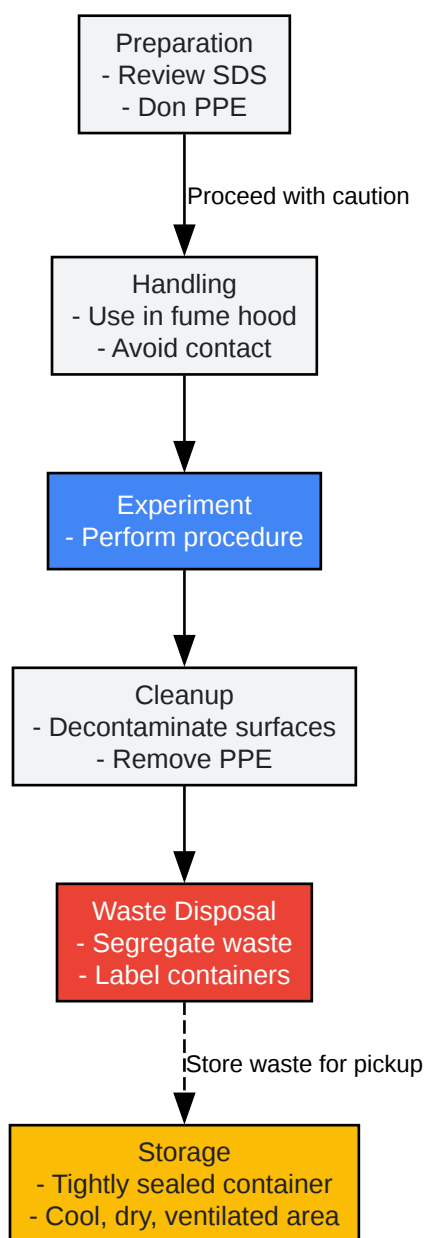 Preparation
- Review SDS
- Don PPE
Proceed with caution
Handling
- Use in fume hood
- Avoid contact
Experiment
- Perform procedure
Cleanup
- Decontaminate surfaces
- Remove PPE
Waste Disposal
- Segregate waste
- Label containers
Store waste for pickup
Storage
- Tightly sealed container
- Cool, dry, ventilated area